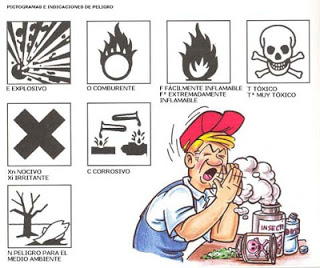 PICTOGRAMAS E INDICACIONES DE PELIGRO
E EXPLOSIVO
O COMBURENTE
F FÁCILMENTE INFLAMABLE
F* EXTREMADAMENTE
INFLAMABLE
T TÓXICO
T* MUY TÓXICO
Xn NOCIVO
Xi IRRITANTE
C CORROSIVO
N PELIGRO PARA EL
MEDIO AMBIENTE
INSECT